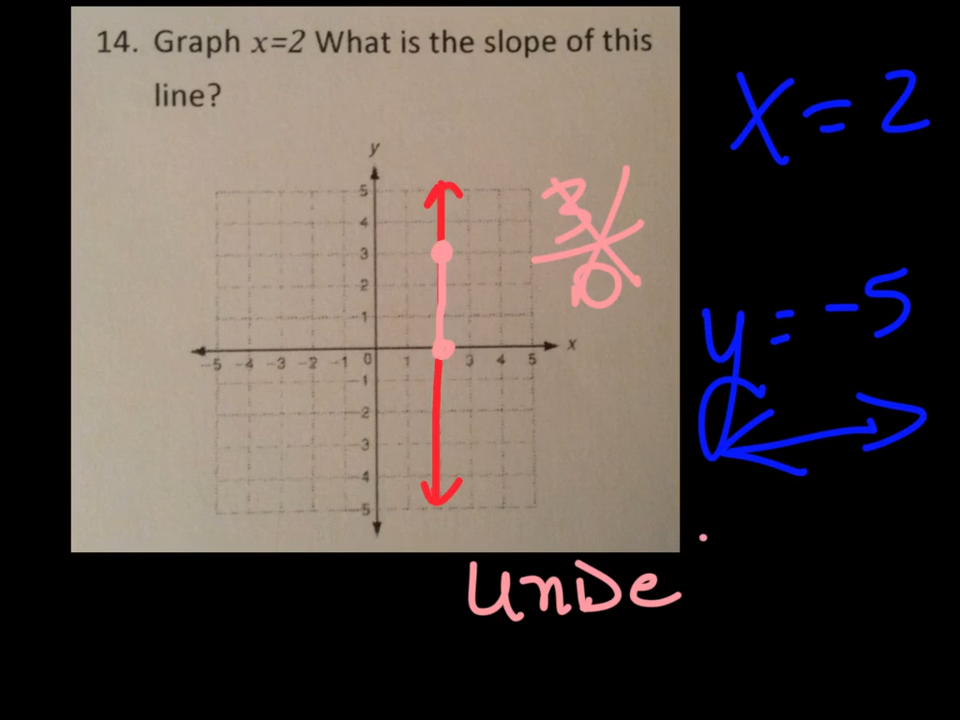 14. Graph x=2 What is the slope of this
line?
y
5
4
3
2
1
-5 -4 -3 -2 -1 0 1 3 4 5 x
-1
-2
-3
-4
-5
3
0
x = 2
y = -5
UnDe